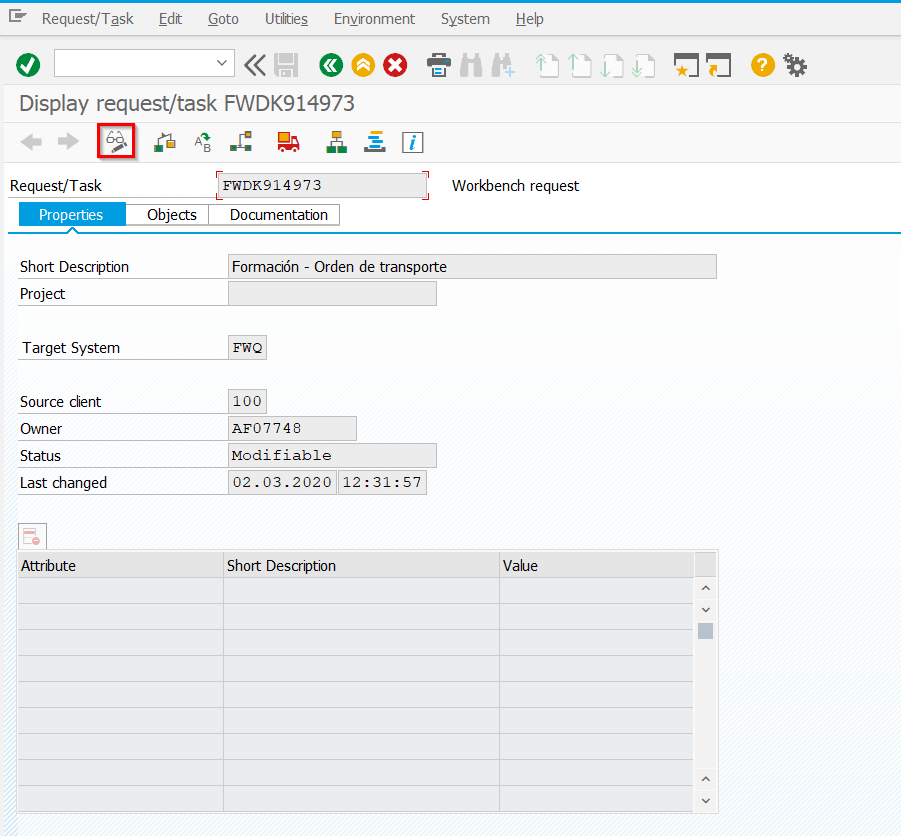 Request/Task Edit Goto Utilities Environment System Help
Display request/task FWDK914973
Request/Task FWDK914973 Workbench request
Properties Objects Documentation
Short Description Formación - Orden de transporte
Project
Target System FWQ
Source client 100
Owner AF07748
Status Modifiable
Last changed 02.03.2020 12:31:57
Attribute Short Description Value